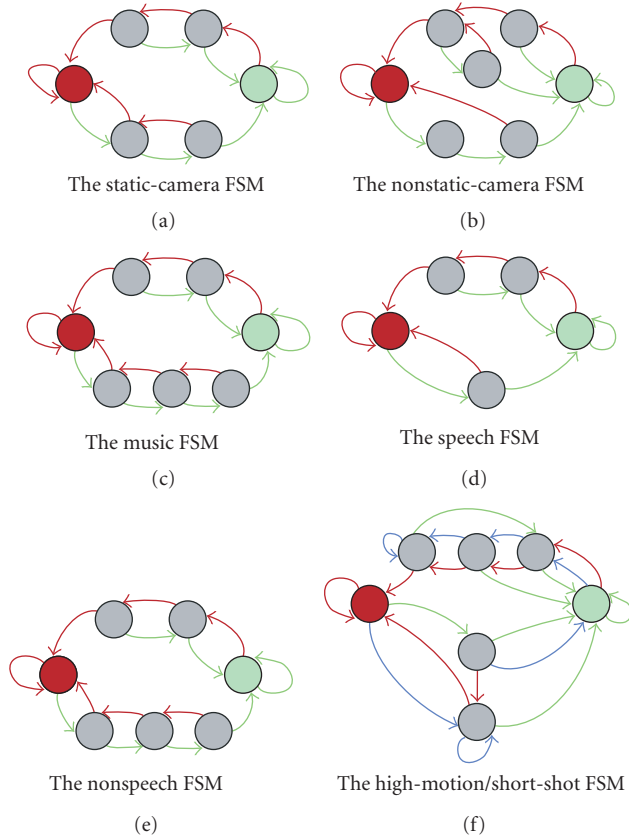 The static-camera FSM
The nonstatic-camera FSM
(a)
(b)
The music FSM
The speech FSM
(c)
(d)
The nonspeech FSM
The high-motion/short-shot FSM
(e)
(f)